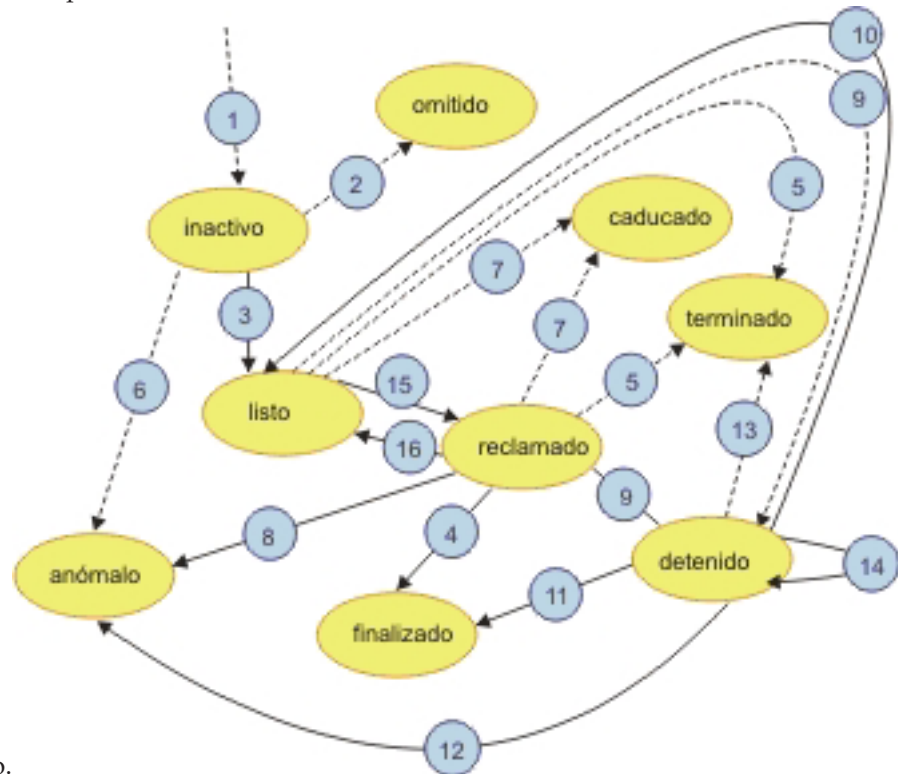 10
9
omitido
1
2
5
inactivo
caducado
7
3
7
terminado
6
15
5
listo
13
16
reclamado
9
8
4
detenido
14
anómalo
11
finalizado
12